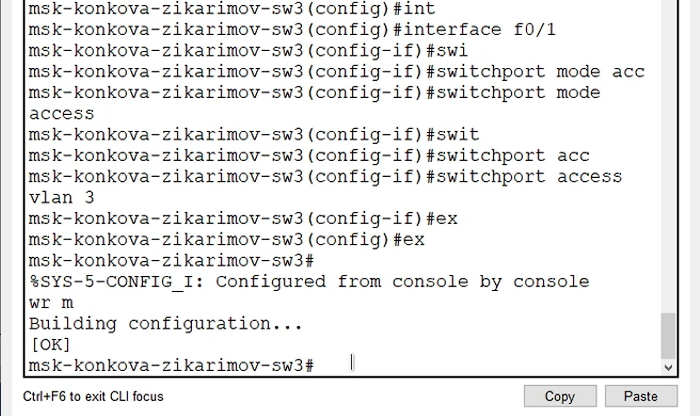 msk-konkova-zikarimov-sw3(config)#int
msk-konkova-zikarimov-sw3(config)#interface f0/1
msk-konkova-zikarimov-sw3(config-if)#swi
msk-konkova-zikarimov-sw3(config-if)#switchport mode acc
msk-konkova-zikarimov-sw3(config-if)#switchport mode
access
msk-konkova-zikarimov-sw3(config-if)#swit
msk-konkova-zikarimov-sw3(config-if)#switchport acc
msk-konkova-zikarimov-sw3(config-if)#switchport access
vlan 3
msk-konkova-zikarimov-sw3(config-if)#ex
msk-konkova-zikarimov-sw3(config)#ex
msk-konkova-zikarimov-sw3#
%SYS-5-CONFIG_I: Configured from console by console
wr m
Building configuration...
[OK]
msk-konkova-zikarimov-sw3#
Ctrl+F6 to exit CLI focus
Copy
Paste